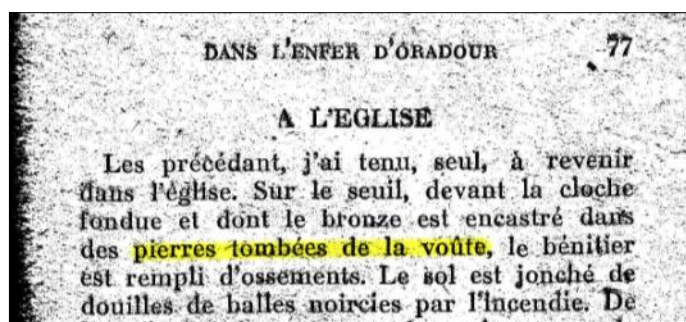 DANS L'ENFER D'ORADOUR 77
A L'EGLISE
Les précédant, j'ai tenu, seul, à revenir
dans l'église. Sur le seuil, devant la cloche
fondue et dont le bronze est encastré dans
des pierres tombées de la voûte, le bénitier
est rempli d'ossements. Le sol est jonché de
douilles de balles noircies par l'incendie. De